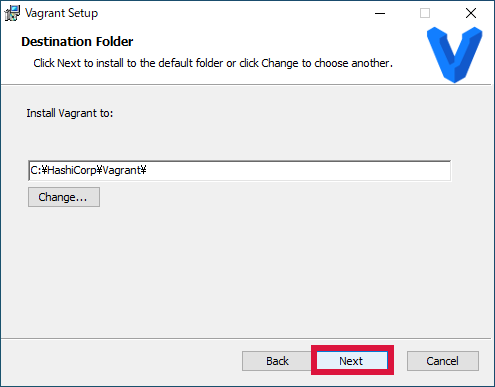 Vagrant Setup
Destination Folder
Click Next to install to the default folder or click Change to choose another.
Install Vagrant to:
C:¥HashiCorp¥Vagrant¥
Change...
Back
Next
Cancel